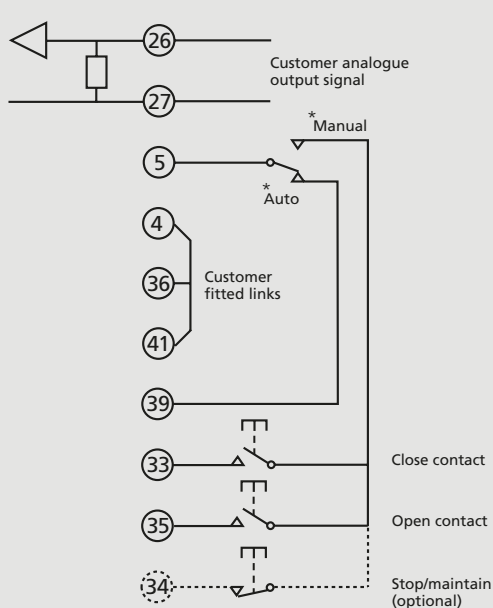 26
Customer analogue
output signal
27
*Manual
5
*Auto
4
36
Customer
fitted links
41
39
33
Close contact
35
Open contact
34
Stop/maintain
(optional)